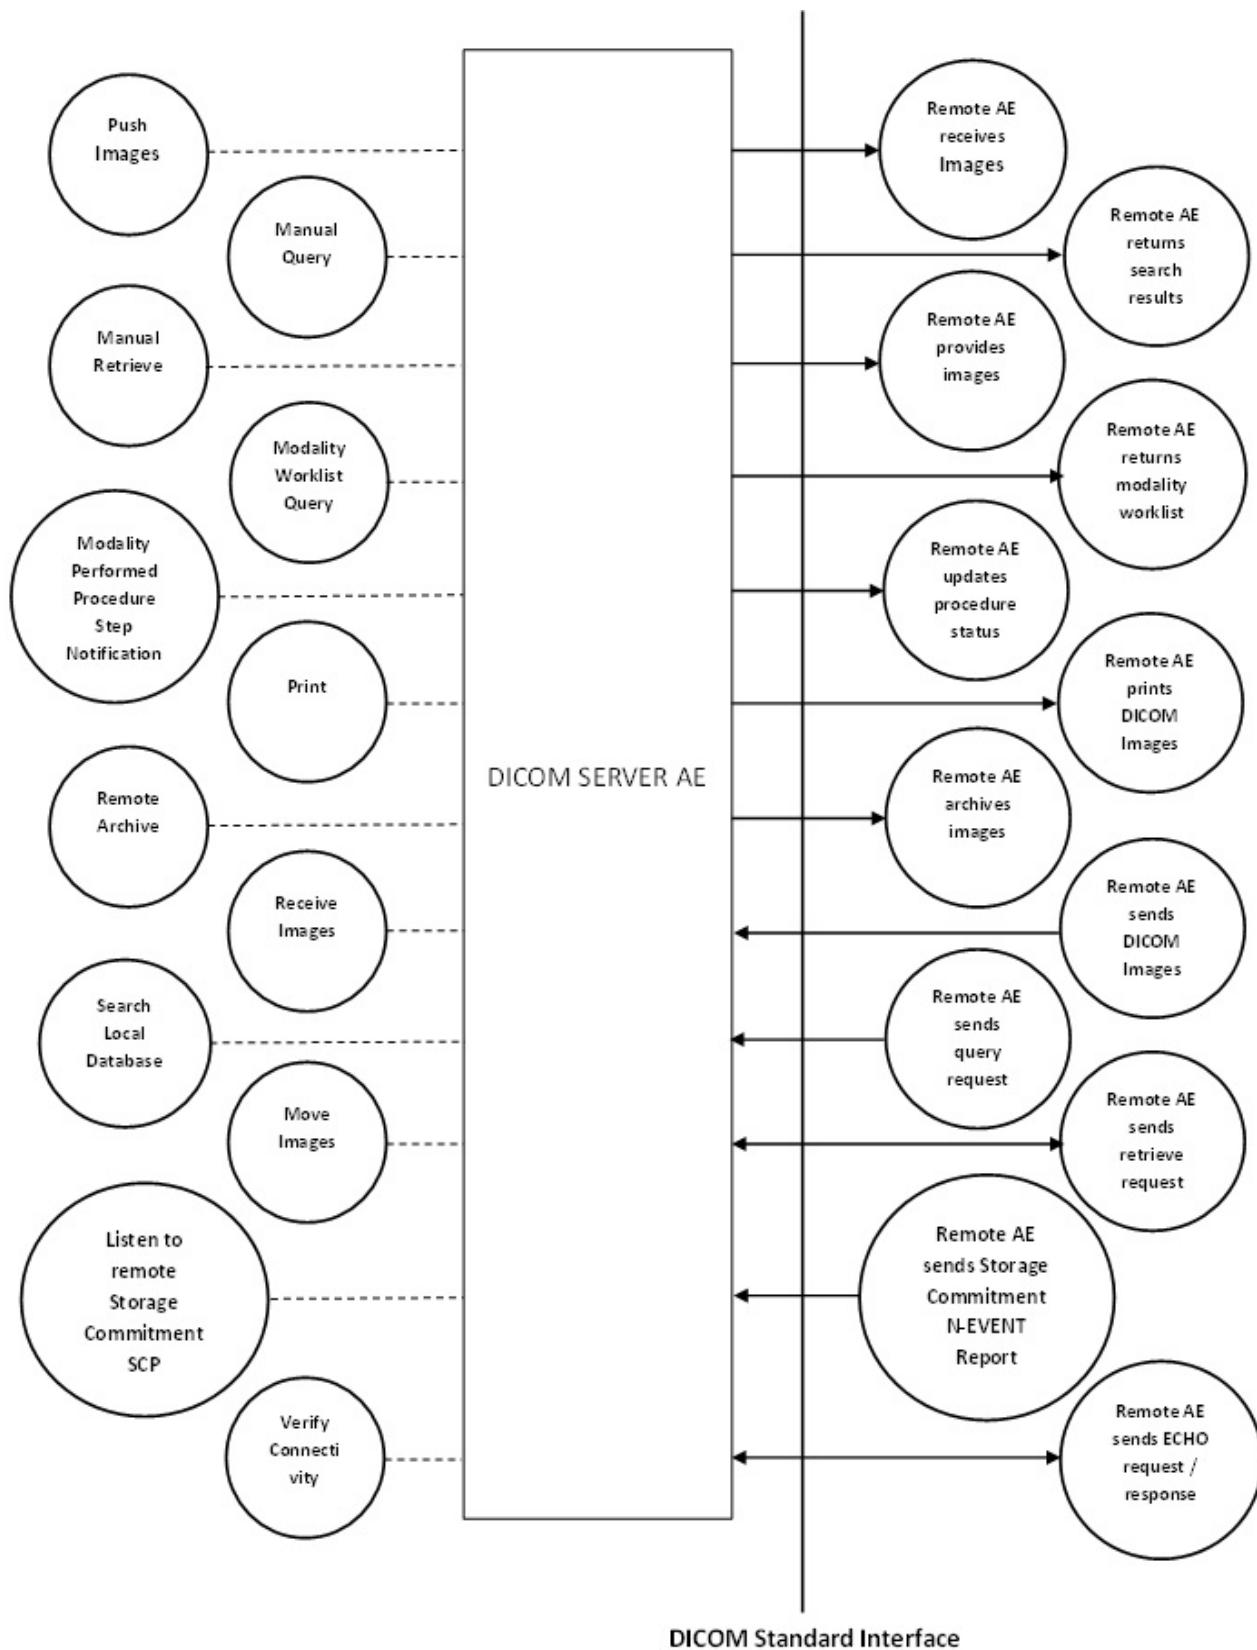 Push
Images
Remote AE
receives
Images
Manual
Query
Remote AE
returns
search
results
Manual
Retrieve
Remote AE
provides
images
Modality
Worklist
Query
Remote AE
returns
modality
worklist
Modality
Performed
Procedure
Step
Notification
Remote AE
updates
procedure
status
Print
Remote AE
prints
DICOM
Images
DICOM SERVER AE
Remote
Archive
Remote AE
archives
images
Receive
Images
Remote AE
sends
DICOM
Images
Search
Local
Database
Remote AE
sends
query
request
Move
Images
Remote AE
sends
retrieve
request
Listen to
remote
Storage
Commitment
SCP
Remote AE
sends Storage
Commitment
N-EVENT
Report
Verify
Connecti
vity
Remote AE
sends ECHO
request /
response
DICOM Standard Interface